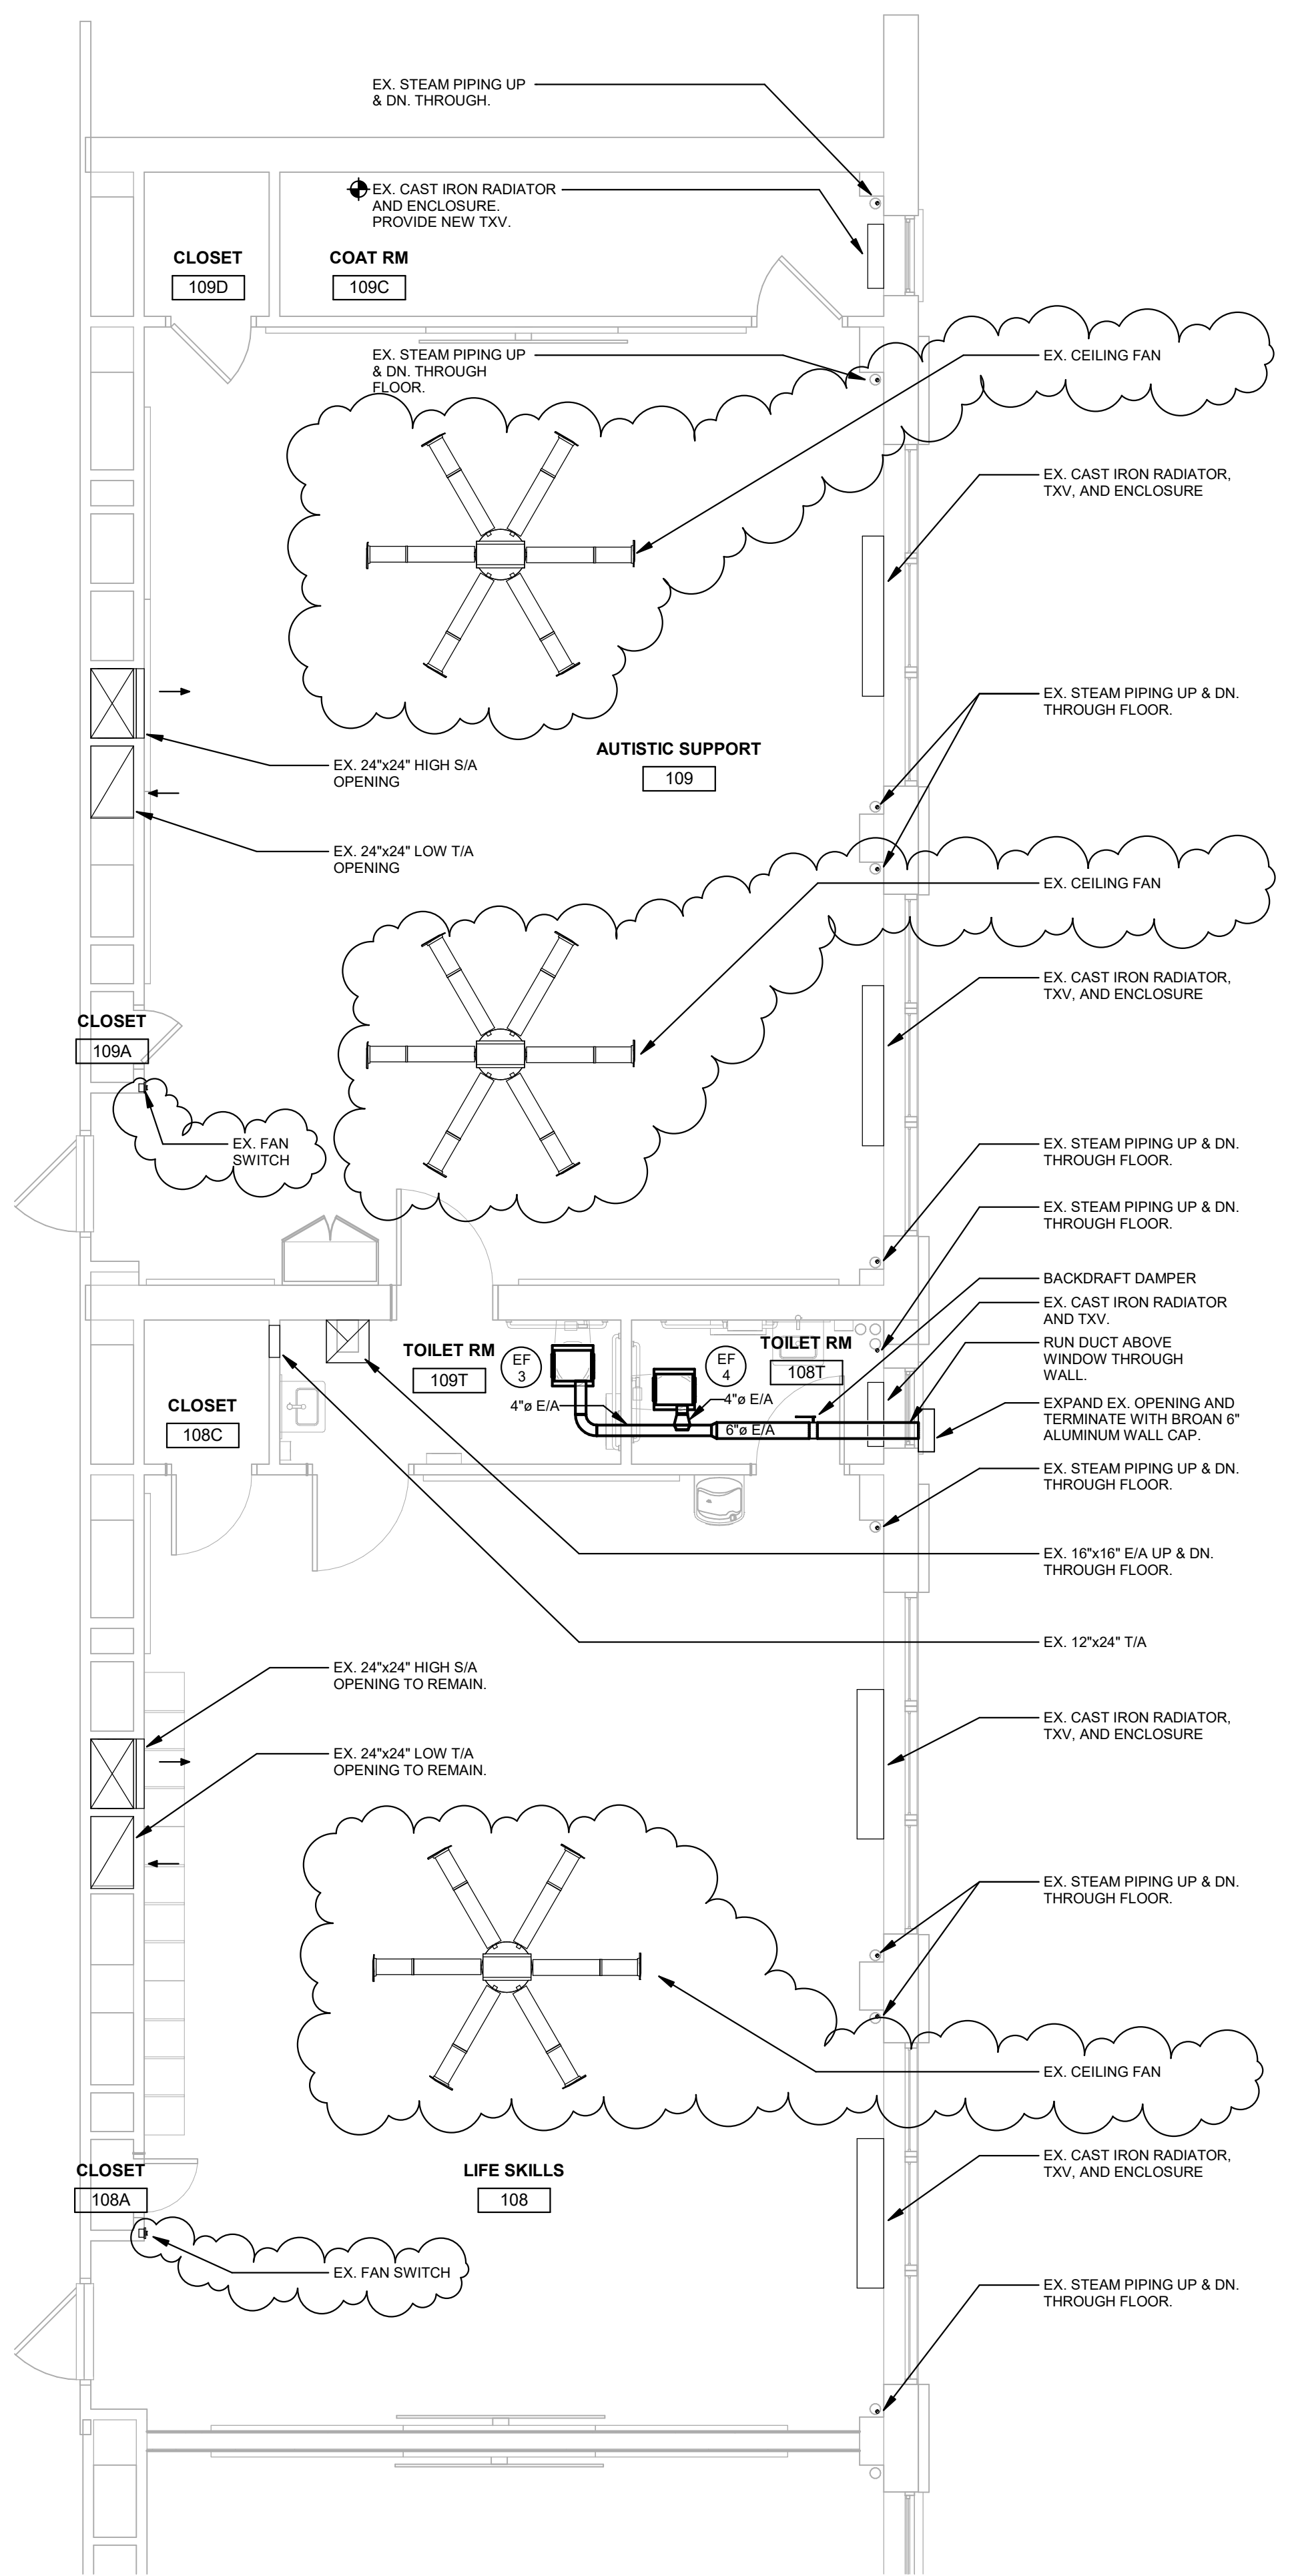 EX. STEAM PIPING UP
& DN. THROUGH.
EX. CAST IRON RADIATOR
AND ENCLOSURE.
PROVIDE NEW TXV.
CLOSET
109D
COAT RM
109C
EX. STEAM PIPING UP
& DN. THROUGH
FLOOR.
EX. CEILING FAN
EX. CAST IRON RADIATOR,
TXV, AND ENCLOSURE
EX. STEAM PIPING UP & DN.
THROUGH FLOOR.
AUTISTIC SUPPORT
109
EX. 24"x24" HIGH S/A
OPENING
EX. 24"x24" LOW T/A
OPENING
EX. CEILING FAN
EX. CAST IRON RADIATOR,
TXV, AND ENCLOSURE
CLOSET
109A
EX. FAN
SWITCH
EX. STEAM PIPING UP & DN.
THROUGH FLOOR.
EX. STEAM PIPING UP & DN.
THROUGH FLOOR.
BACKDRAFT DAMPER
EX. CAST IRON RADIATOR
AND TXV.
RUN DUCT ABOVE
WINDOW THROUGH
WALL.
TOILET RM
109T
EF
3
EF
4
TOILET RM
108T
4"ø E/A
4"ø E/A
6"ø E/A
CLOSET
108C
EXPAND EX. OPENING AND
TERMINATE WITH BROAN 6"
ALUMINUM WALL CAP.
EX. STEAM PIPING UP & DN.
THROUGH FLOOR.
EX. 16"x16" E/A UP & DN.
THROUGH FLOOR.
EX. 12"x24" T/A
EX. 24"x24" HIGH S/A
OPENING TO REMAIN.
EX. CAST IRON RADIATOR,
TXV, AND ENCLOSURE
EX. 24"x24" LOW T/A
OPENING TO REMAIN.
EX. STEAM PIPING UP & DN.
THROUGH FLOOR.
EX. CEILING FAN
EX. CAST IRON RADIATOR,
TXV, AND ENCLOSURE
CLOSET
108A
LIFE SKILLS
108
EX. FAN SWITCH
EX. STEAM PIPING UP & DN.
THROUGH FLOOR.